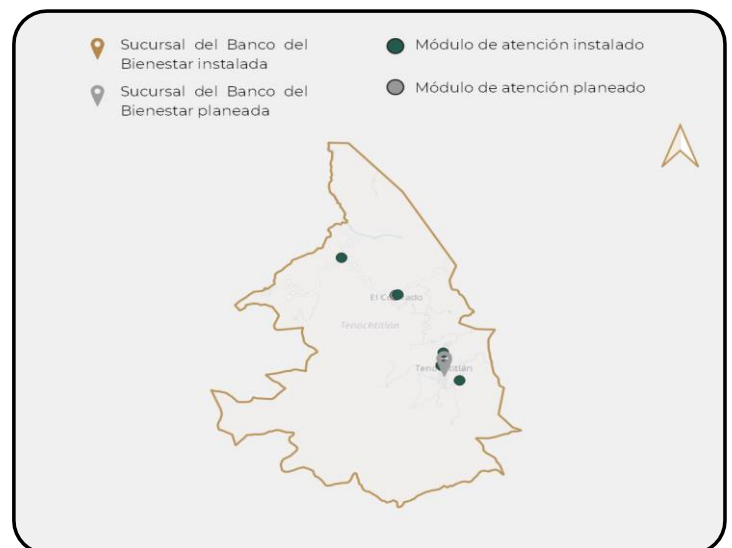 Sucursal del Banco del
Bienestar instalada
Sucursal del Banco del
Bienestar planeada
Módulo de atención instalado
Módulo de atención planeado
Tenochtitlán